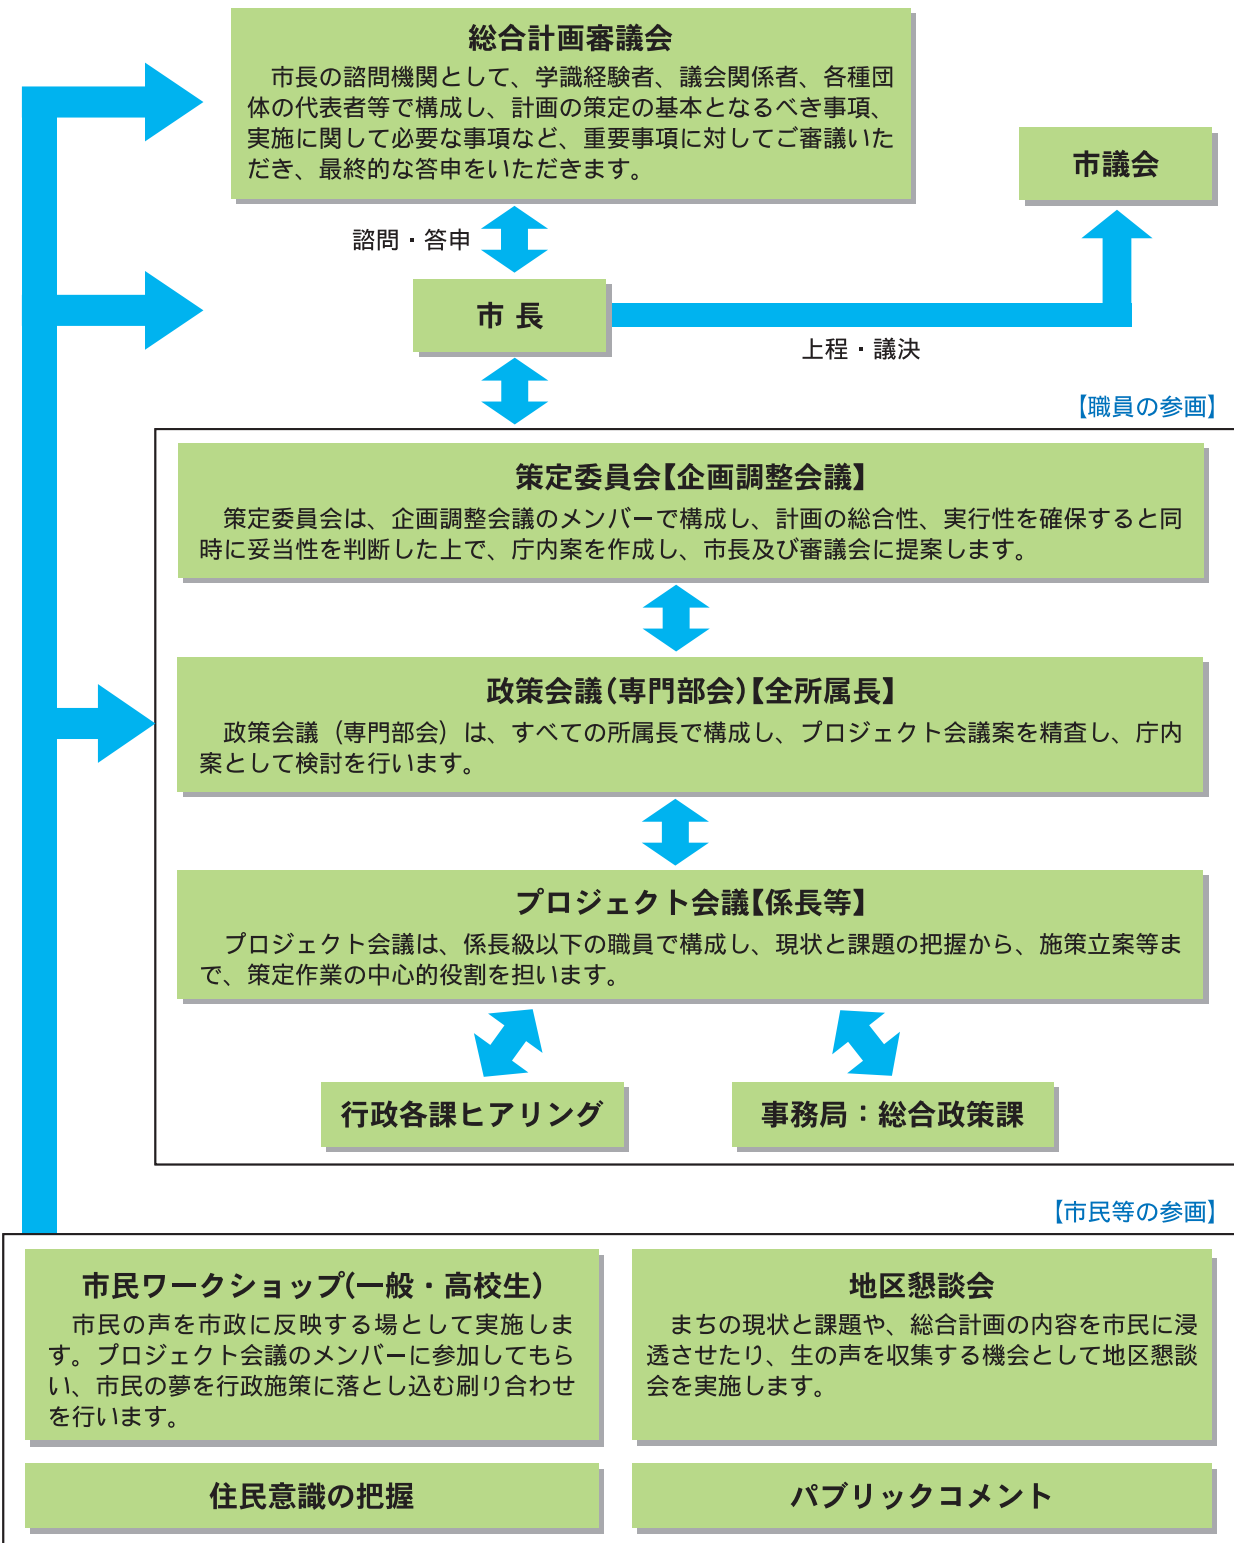 総合計画審議会
市長の諮問機関として、学識経験者、議会関係者、各種団
体の代表者等で構成し、計画の策定の基本となるべき事項、
実施に関して必要な事項など、重要事項に対してご審議いた
だき、最終的な答申をいただきます。
市議会
諮問・答申
市 長
上程・議決
【職員の参画】
策定委員会【企画調整会議】
策定委員会は、企画調整会議のメンバーで構成し、計画の総合性、実行性を確保すると同
時に妥当性を判断した上で、庁内案を作成し、市長及び審議会に提案します。
政策会議(専門部会)【全所属長】
政策会議（専門部会）は、すべての所属長で構成し、プロジェクト会議案を精査し、庁内
案として検討を行います。
プロジェクト会議【係長等】
プロジェクト会議は、係長級以下の職員で構成し、現状と課題の把握から、施策立案等ま
で、策定作業の中心的役割を担います。
行政各課ヒアリング
事務局：総合政策課
【市民等の参画】
市民ワークショップ(一般・高校生)
市民の声を市政に反映する場として実施しま
す。プロジェクト会議のメンバーに参加してもら
い、市民の夢を行政施策に落とし込む刷り合わせ
を行います。
地区懇談会
まちの現状と課題や、総合計画の内容を市民に浸
透させたり、生の声を収集する機会として地区懇談
会を実施します。
住民意識の把握
パブリックコメント